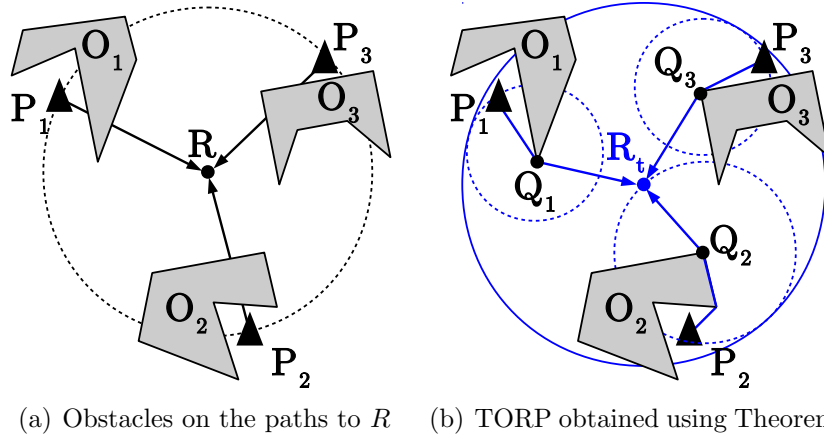 O1
P3
P1
O3
R
O2
P2
O1
P3
Q3
P1
O3
Rt
Q1
Q2
O2
P2
(a) Obstacles on the paths to R
(b) TORP obtained using Theorem